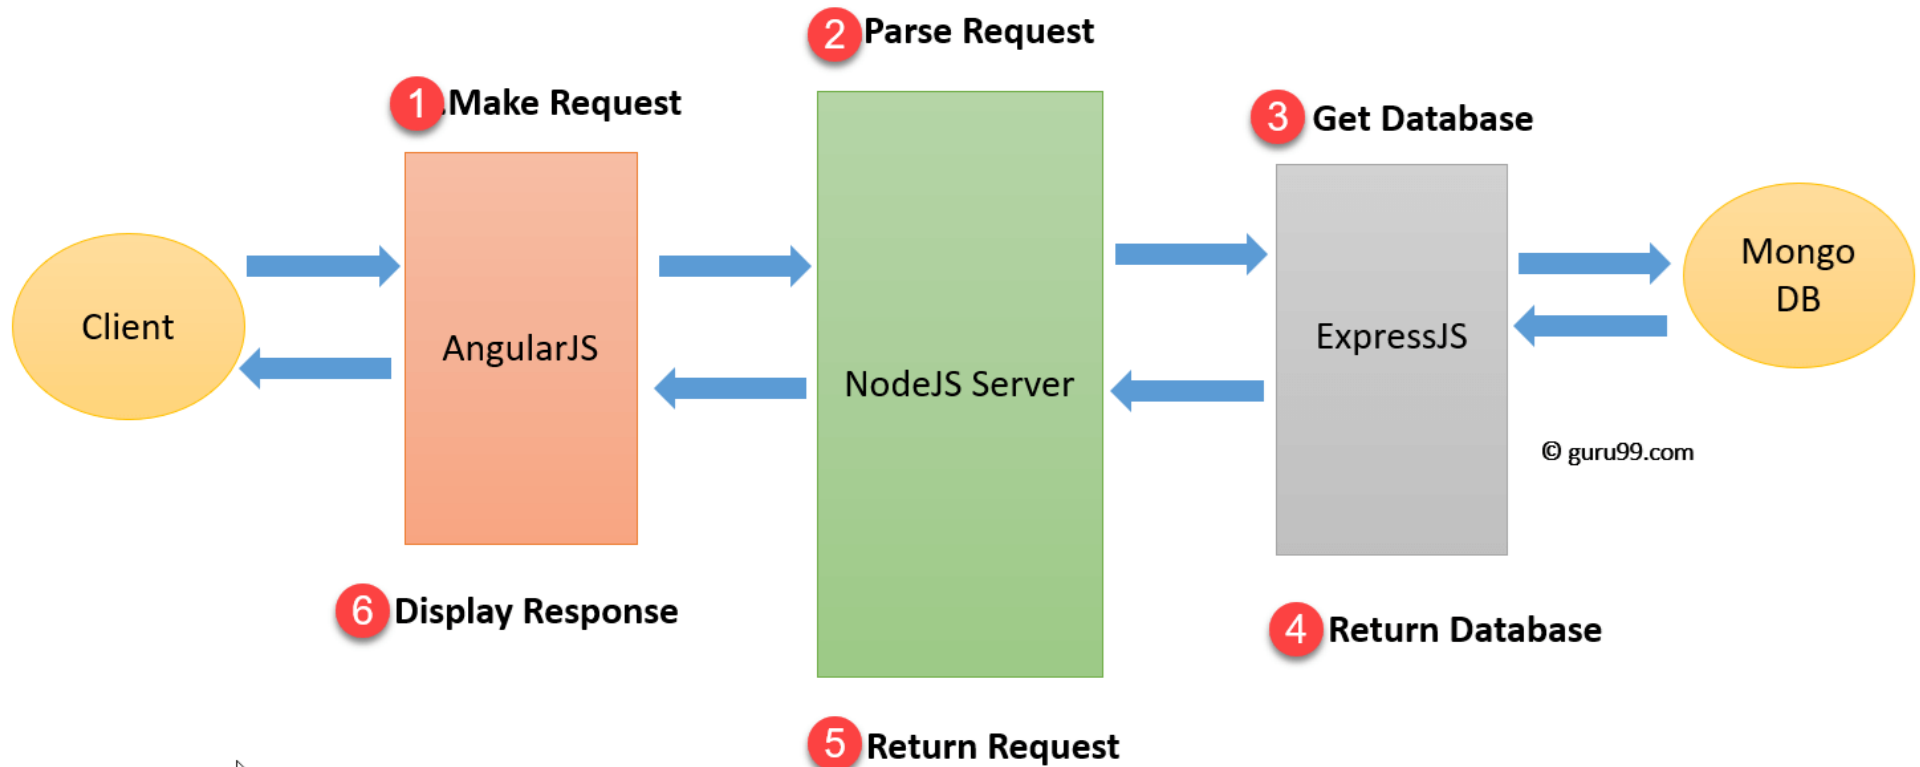 2 Parse Request
1 .Make Request
3 Get Database
Mongo
DB
Client
AngularJS
ExpressJS
NodeJS Server
© guru99.com
6 Display Response
4 Return Database
5 Return Request